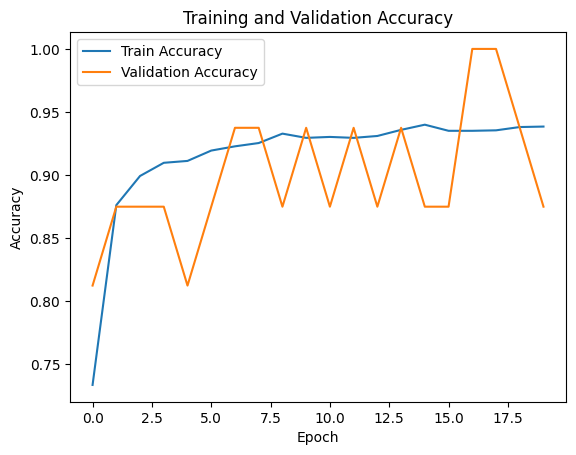 Training and Validation Accuracy
Train Accuracy
Validation Accuracy
1.00
0.95
0.90
0.85
0.80
0.75
Accuracy
0.0 2.5 5.0 7.5 10.0 12.5 15.0 17.5
Epoch